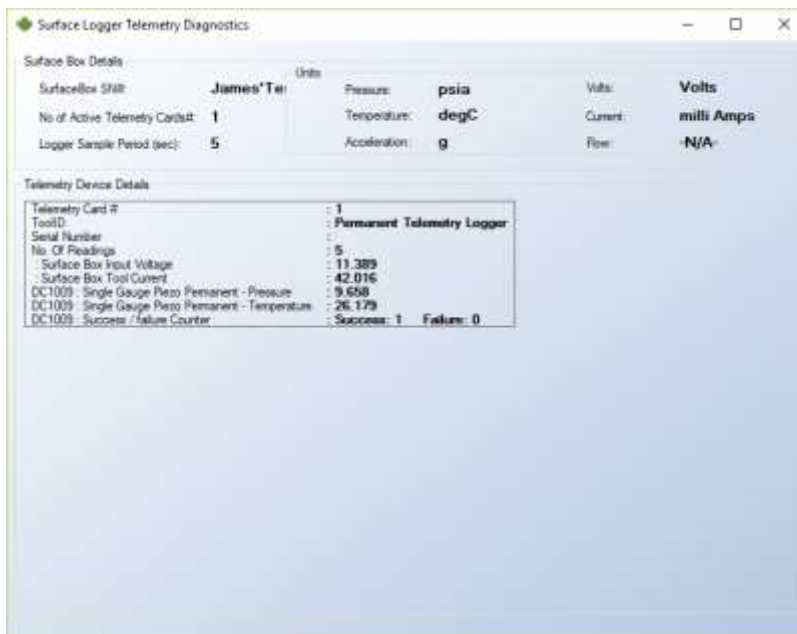 Surface Logger Telemetry Diagnostics
Surface Box Details
SurfaceBox SN#: James'Te
No of Active Telemetry Cards#: 1
Logger Sample Period (sec): 5
Units
Pressure: psia
Temperature: degC
Acceleration: g
Volts: Volts
Current: milli Amps
Flow: -N/A-
Telemetry Device Details
Telemetry Card # : 1
ToolID : Permanent Telemetry Logger
Serial Number :
No. Of Readings : 5
: Surface Box Input Voltage : 11.389
: Surface Box Tool Current : 42.016
DC1009 : Single Gauge Piezo Permanent - Pressure : 9.658
DC1009 : Single Gauge Piezo Permanent - Temperature : 26.179
DC1009 : Success / failure Counter : Success: 1 Failure: 0